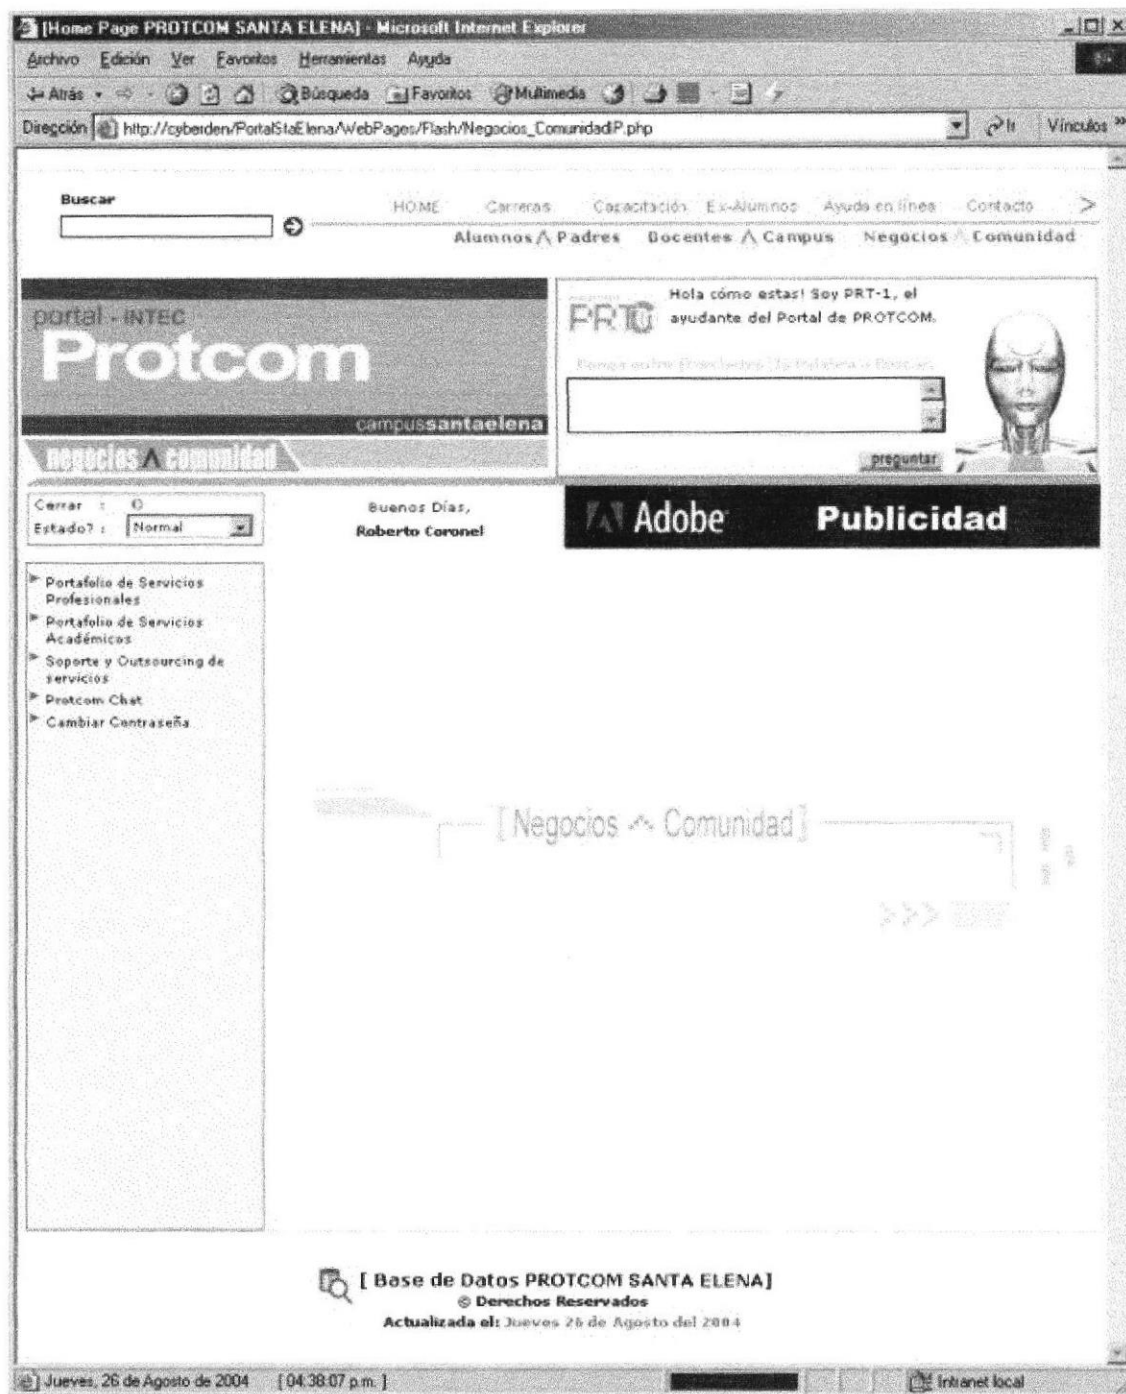 [Home Page PROTCOM SANTA ELENA] - Microsoft Internet Explorer
Archivo Edición Ver Favoritos Herramientas Ayuda
Atrás Búsqueda Favoritos Multimedia
Dirección http://cyberden/PortalStaElena/WebPages/Flash/Negocios_ComunidadiP.php Ir Vínculos »
Buscar
HOME Carreras Capacitación Ex-Alumnos Ayuda en línea Contacto >
Alumnos Λ Padres Docentes Λ Campus Negocios Λ Comunidad
portal - INTEC
Protcom
campussantaelena
negocios Λ comunidad
Hola cómo estas! Soy PRT-1, el
ayudante del Portal de PROTCOM.
preguntar
Cerrar :
Estado? : Normal
Buenos Días,
Roberto Coronel
Adobe Publicidad
Portafolio de Servicios
Profesionales
Portafolio de Servicios
Académicos
Soporte y Outsourcing de
servicios
Protcom Chat
Cambiar Contraseña
[Negocios Λ Comunidad]
>>>
[ Base de Datos PROTCOM SANTA ELENA]
© Derechos Reservados
Actualizada el: Jueves 26 de Agosto del 2004
Jueves, 26 de Agosto de 2004 [ 04:38:07 p.m. ] Intranet local